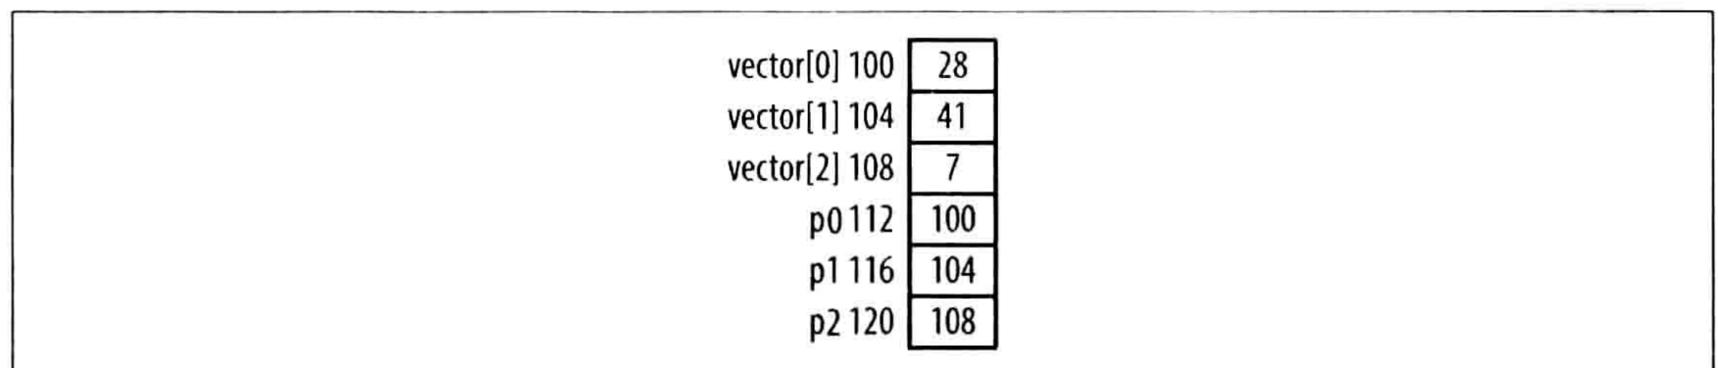 vector[0] 100 28
vector[1] 104 41
vector[2] 108 7
p0 112 100
p1 116 104
p2 120 108